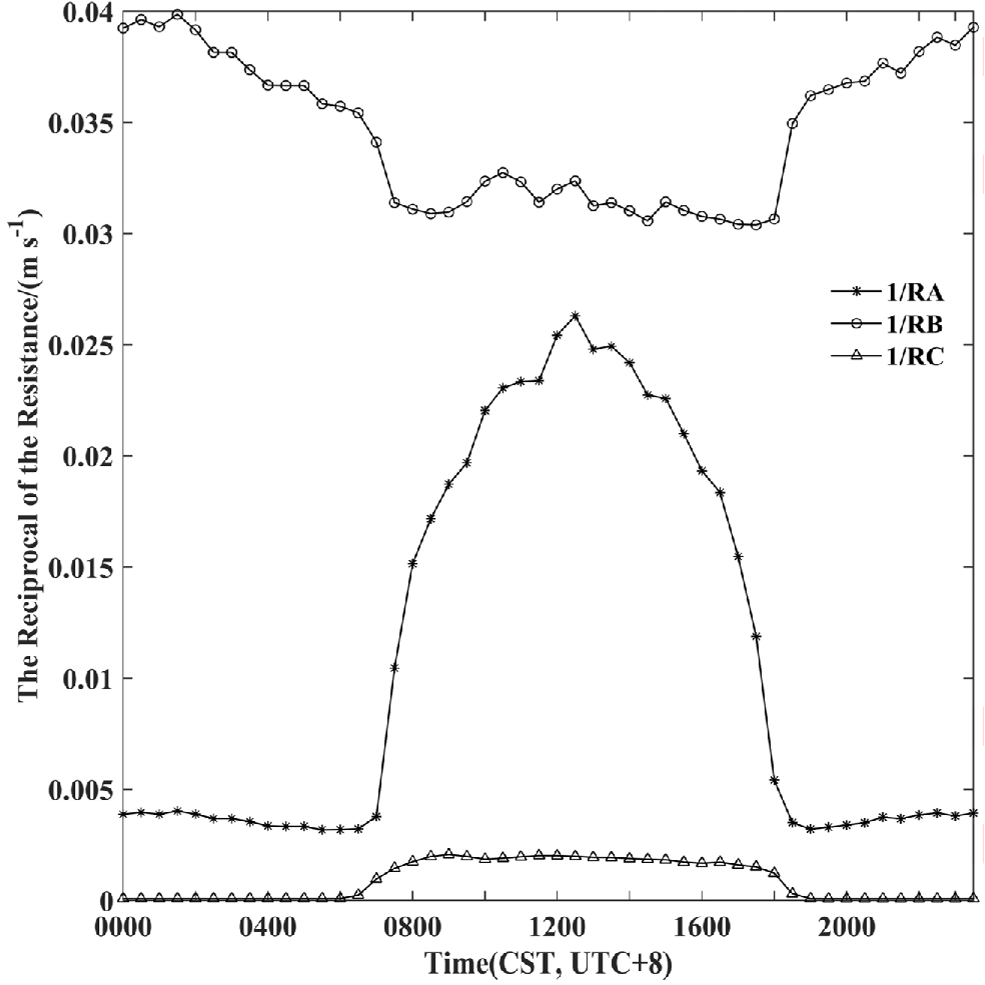 The Reciprocal of the Resistance/(m s⁻¹)
0.04
0.035
0.03
0.025
0.02
0.015
0.01
0.005
0
1/RA
1/RB
1/RC
0000 0400 0800 1200 1600 2000
Time(CST, UTC+8)